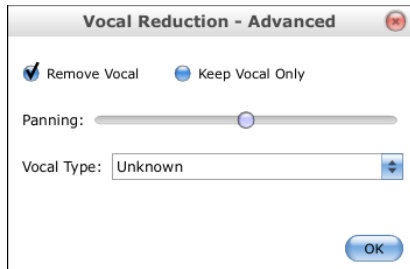 Vocal Reduction - Advanced
Remove Vocal Keep Vocal Only
Panning:
Vocal Type: Unknown
OK